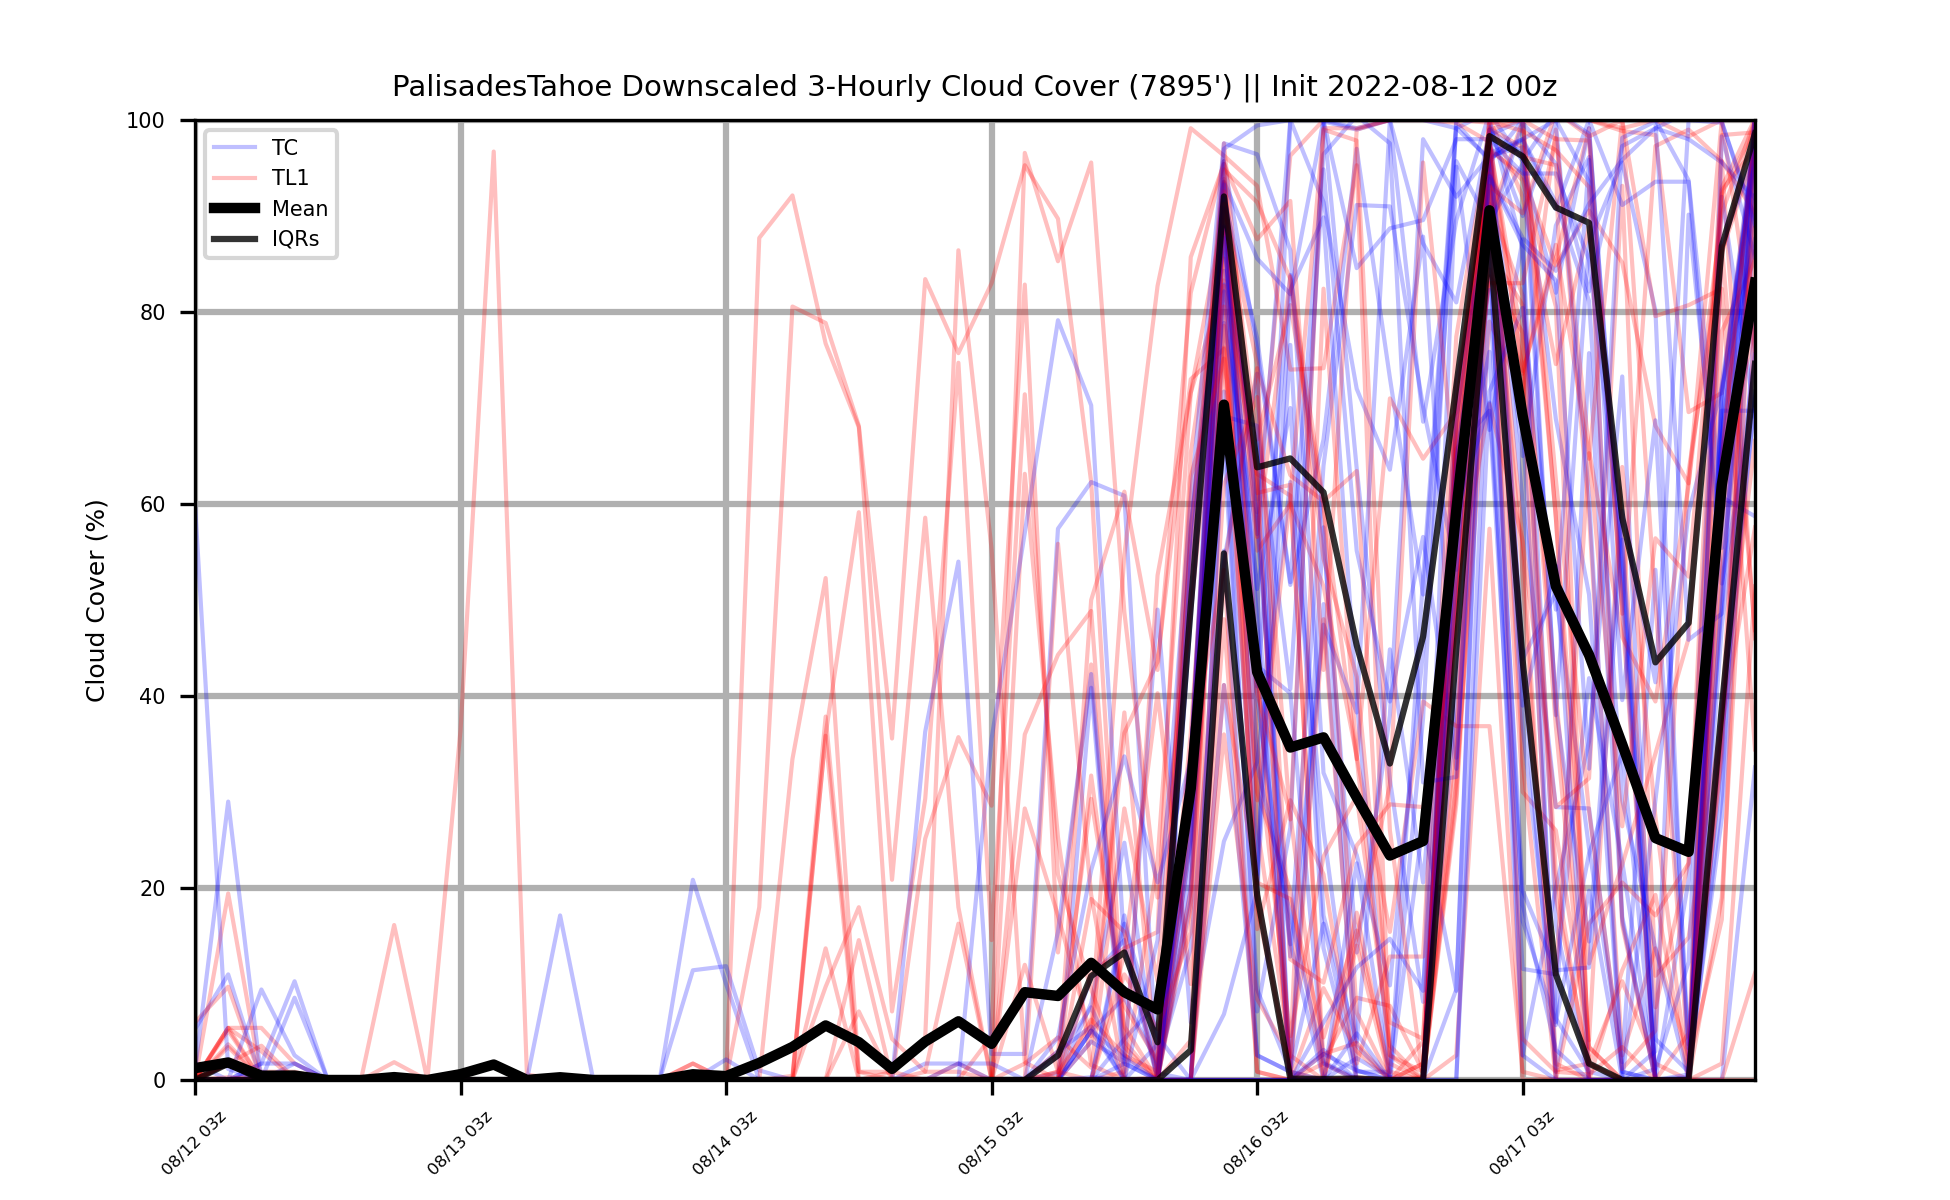 PalisadesTahoe Downscaled 3-Hourly Cloud Cover (7895') || Init 2022-08-12 00z
TC
TL1
Mean
IQRs
Cloud Cover (%)
100
80
60
40
20
0
08/12 03z
08/13 03z
08/14 03z
08/15 03z
08/16 03z
08/17 03z